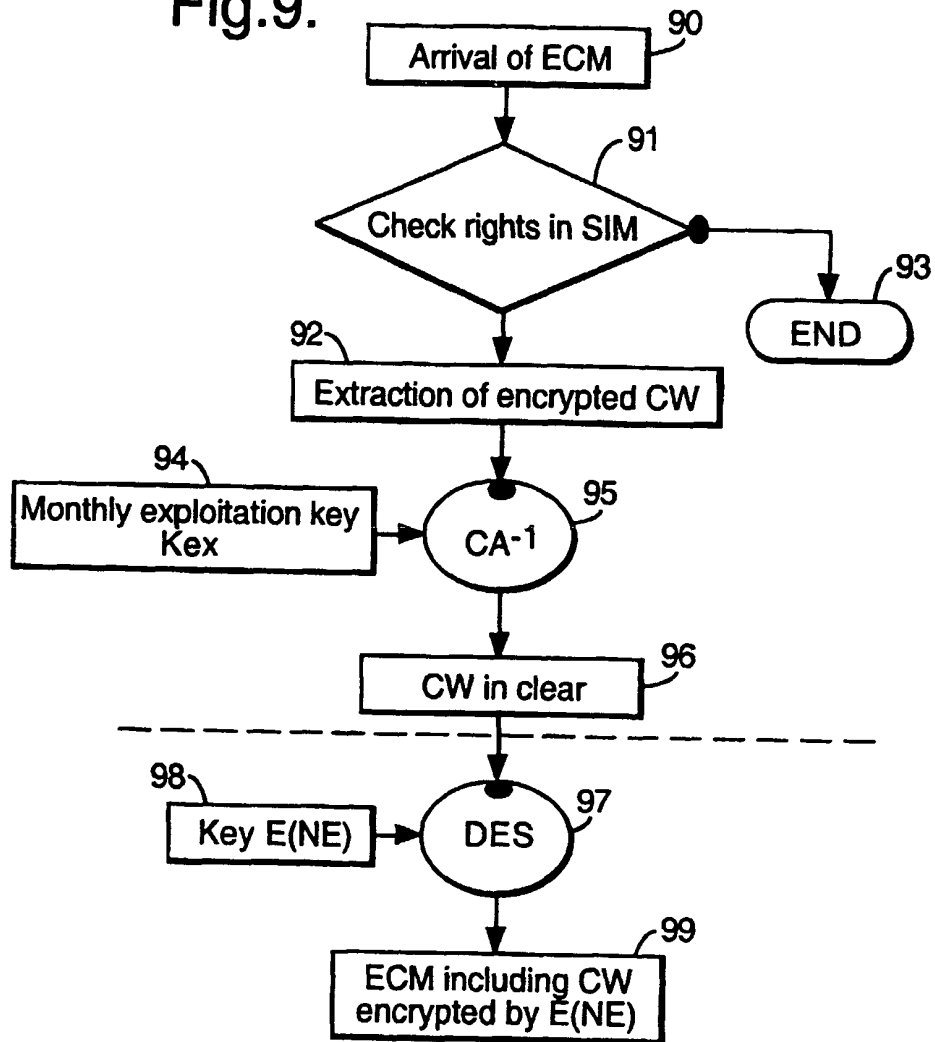 Fig.9.
90
Arrival of ECM
91
Check rights in SIM
93
END
92
Extraction of encrypted CW
94
Monthly exploitation key
Kex
95
CA-1
96
CW in clear
98
Key E(NE)
97
DES
99
ECM including CW
encrypted by E(NE)